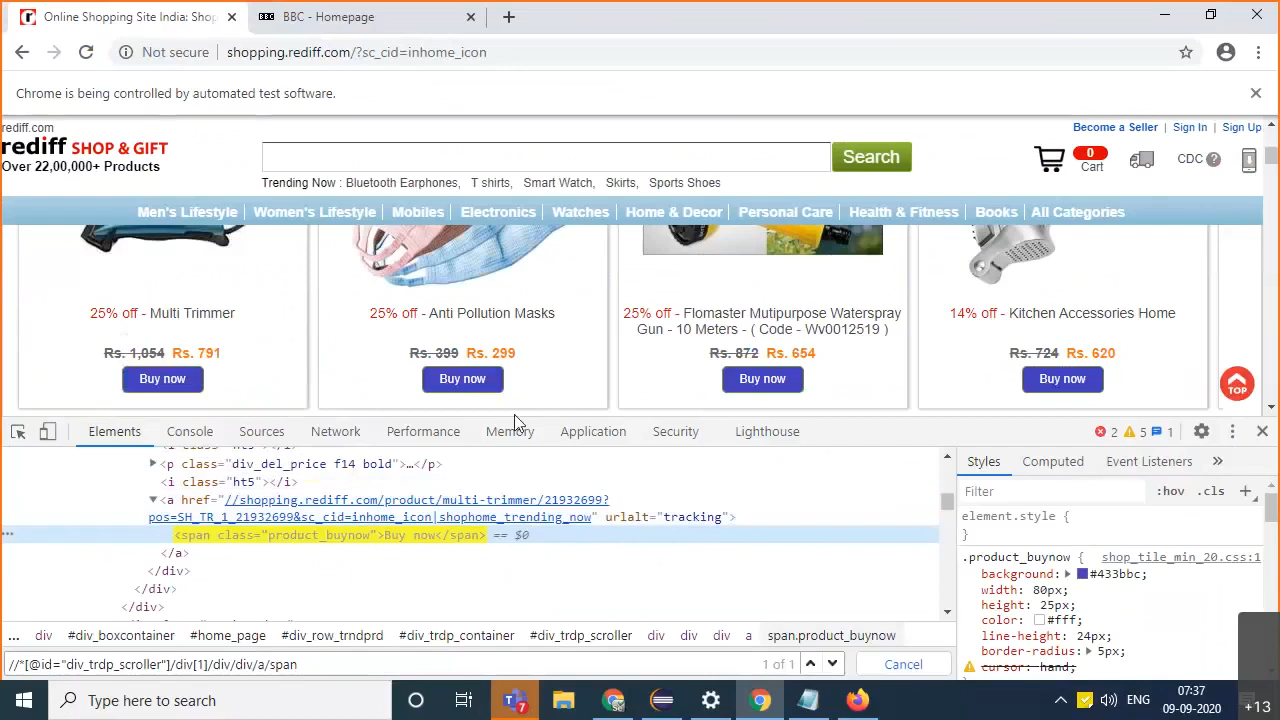 Online Shopping Site India: Shop
BBC BBC - Homepage
Not secure shopping.rediff.com/?sc_cid=inhome_icon
Chrome is being controlled by automated test software.
rediff.com
Become a Seller | Sign In | Sign Up
rediff SHOP & GIFT
Over 22,00,000+ Products
Search
0
Cart
CDC ?
Trending Now : Bluetooth Earphones, T shirts, Smart Watch, Skirts, Sports Shoes
Men's Lifestyle | Women's Lifestyle | Mobiles | Electronics | Watches | Home & Decor | Personal Care | Health & Fitness | Books | All Categories
25% off - Multi Trimmer
Rs. 1,054 Rs. 791
Buy now
25% off - Anti Pollution Masks
Rs. 399 Rs. 299
Buy now
25% off - Flomaster Mutipurpose Waterspray
Gun - 10 Meters - ( Code - Wv0012519 )
Rs. 872 Rs. 654
Buy now
14% off - Kitchen Accessories Home
Rs. 724 Rs. 620
Buy now
TOP
Elements Console Sources Network Performance Memory Application Security Lighthouse 2 5 1
<i class="ht5"></i>
<p class="div_del_price f14 bold">…</p>
<i class="ht5"></i>
<a href="//shopping.rediff.com/product/multi-trimmer/21932699?
pos=SH_TR_1_21932699&sc_cid=inhome_icon|shophome_trending_now" urlalt="tracking">
<span class="product_buynow">Buy now</span> == $0
</a>
</div>
</div>
</div>
... div #div_boxcontainer #home_page #div_row_trndprd #div_trdp_container #div_trdp_scroller div div div a span.product_buynow
//*[@id="div_trdp_scroller"]/div[1]/div/div/a/span 1 of 1 Cancel
Styles Computed Event Listeners »
Filter :hov .cls +
element.style {
}
.product_buynow { shop_tile_min_20.css:1
background: #433bbc;
width: 80px;
height: 25px;
color: #fff;
line-height: 24px;
border-radius: 5px;
cursor: hand;
Type here to search
7
ENG
07:37
09-09-2020
+13